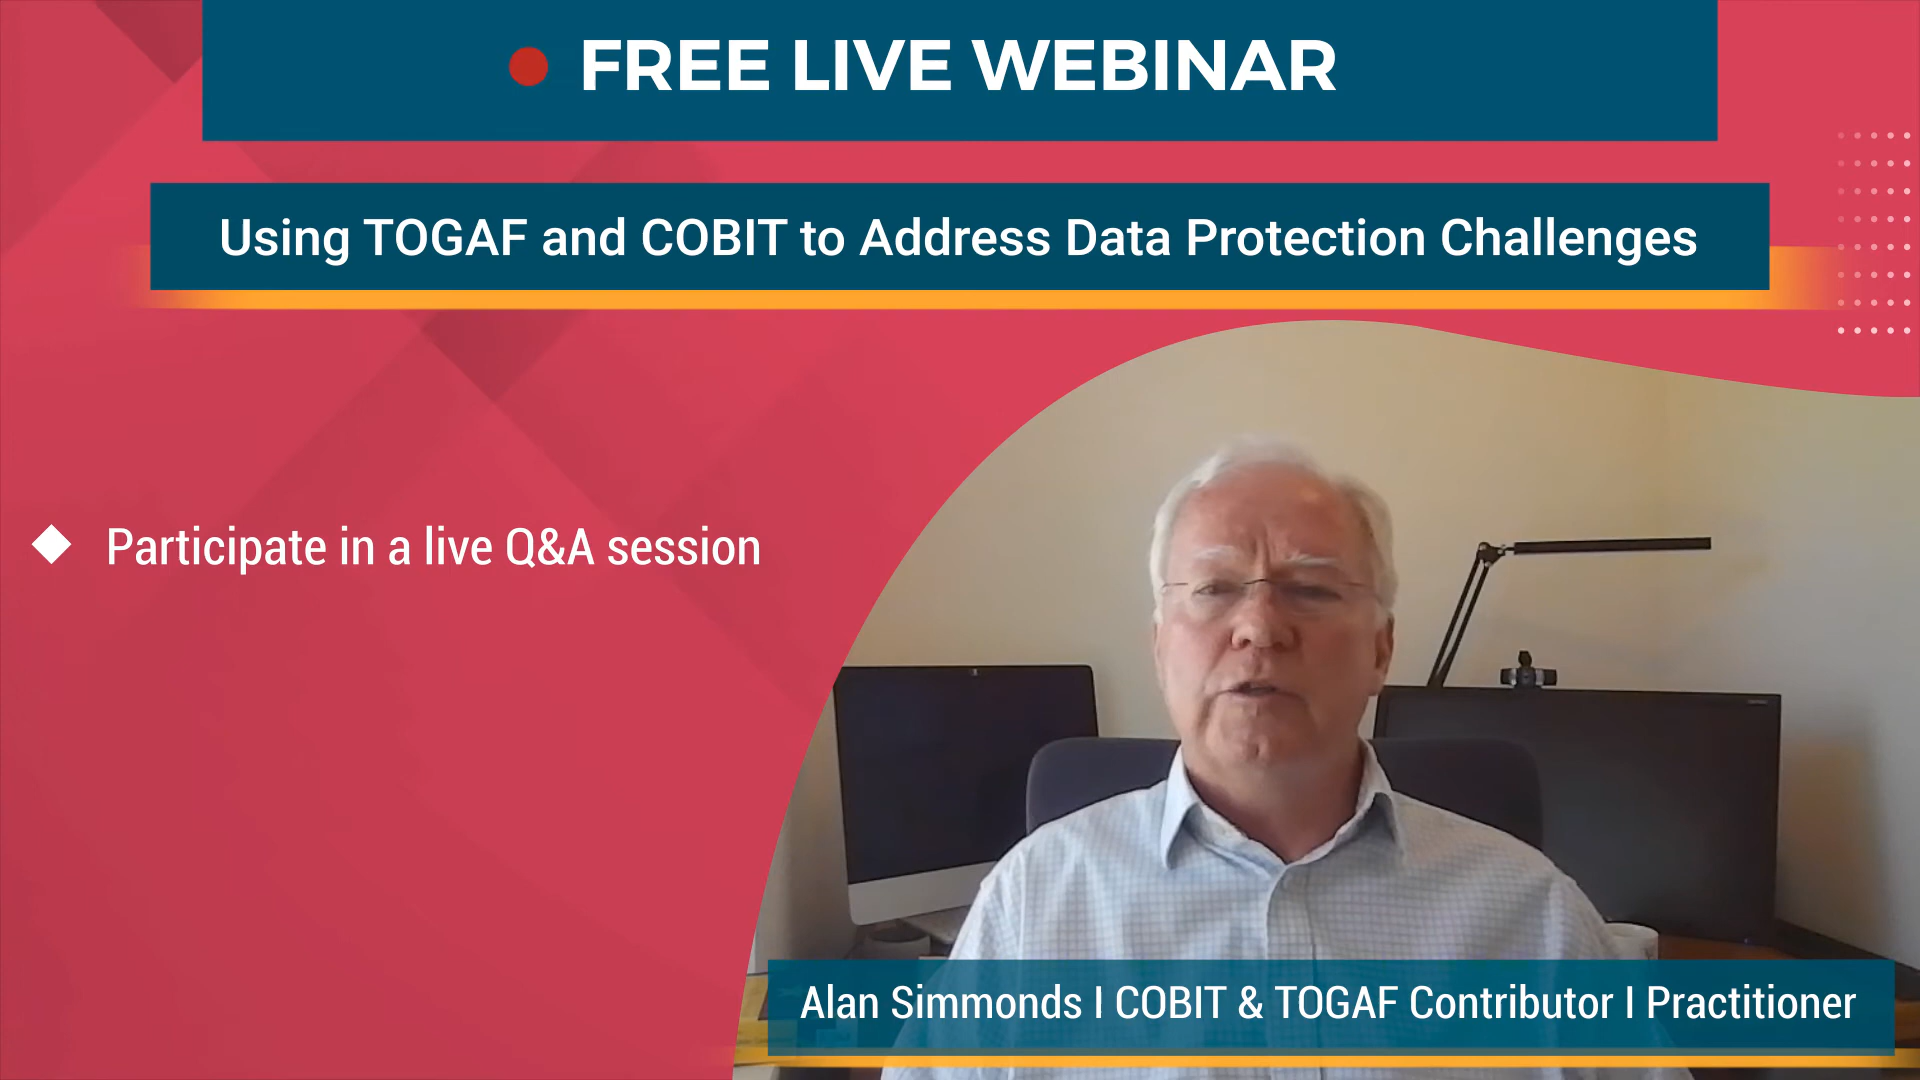 FREE LIVE WEBINAR
Using TOGAF and COBIT to Address Data Protection Challenges
Participate in a live Q&A session
Alan Simmonds I COBIT & TOGAF Contributor I Practitioner